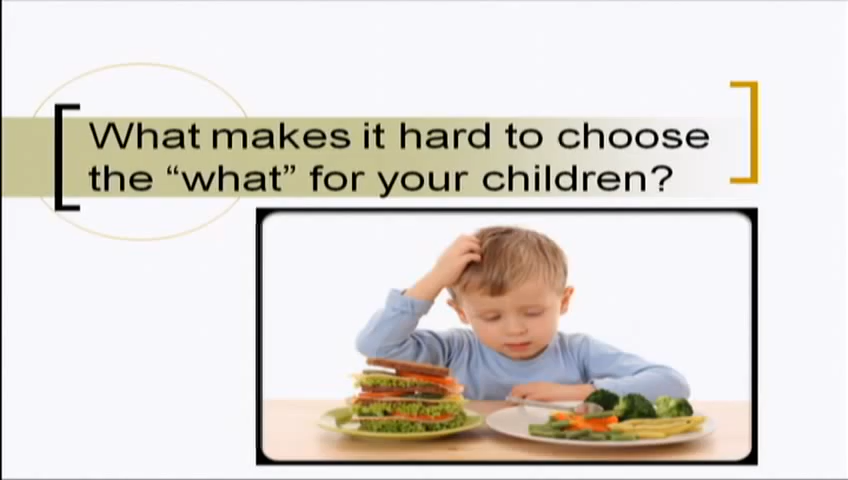 What makes it hard to choose
the “what” for your children?